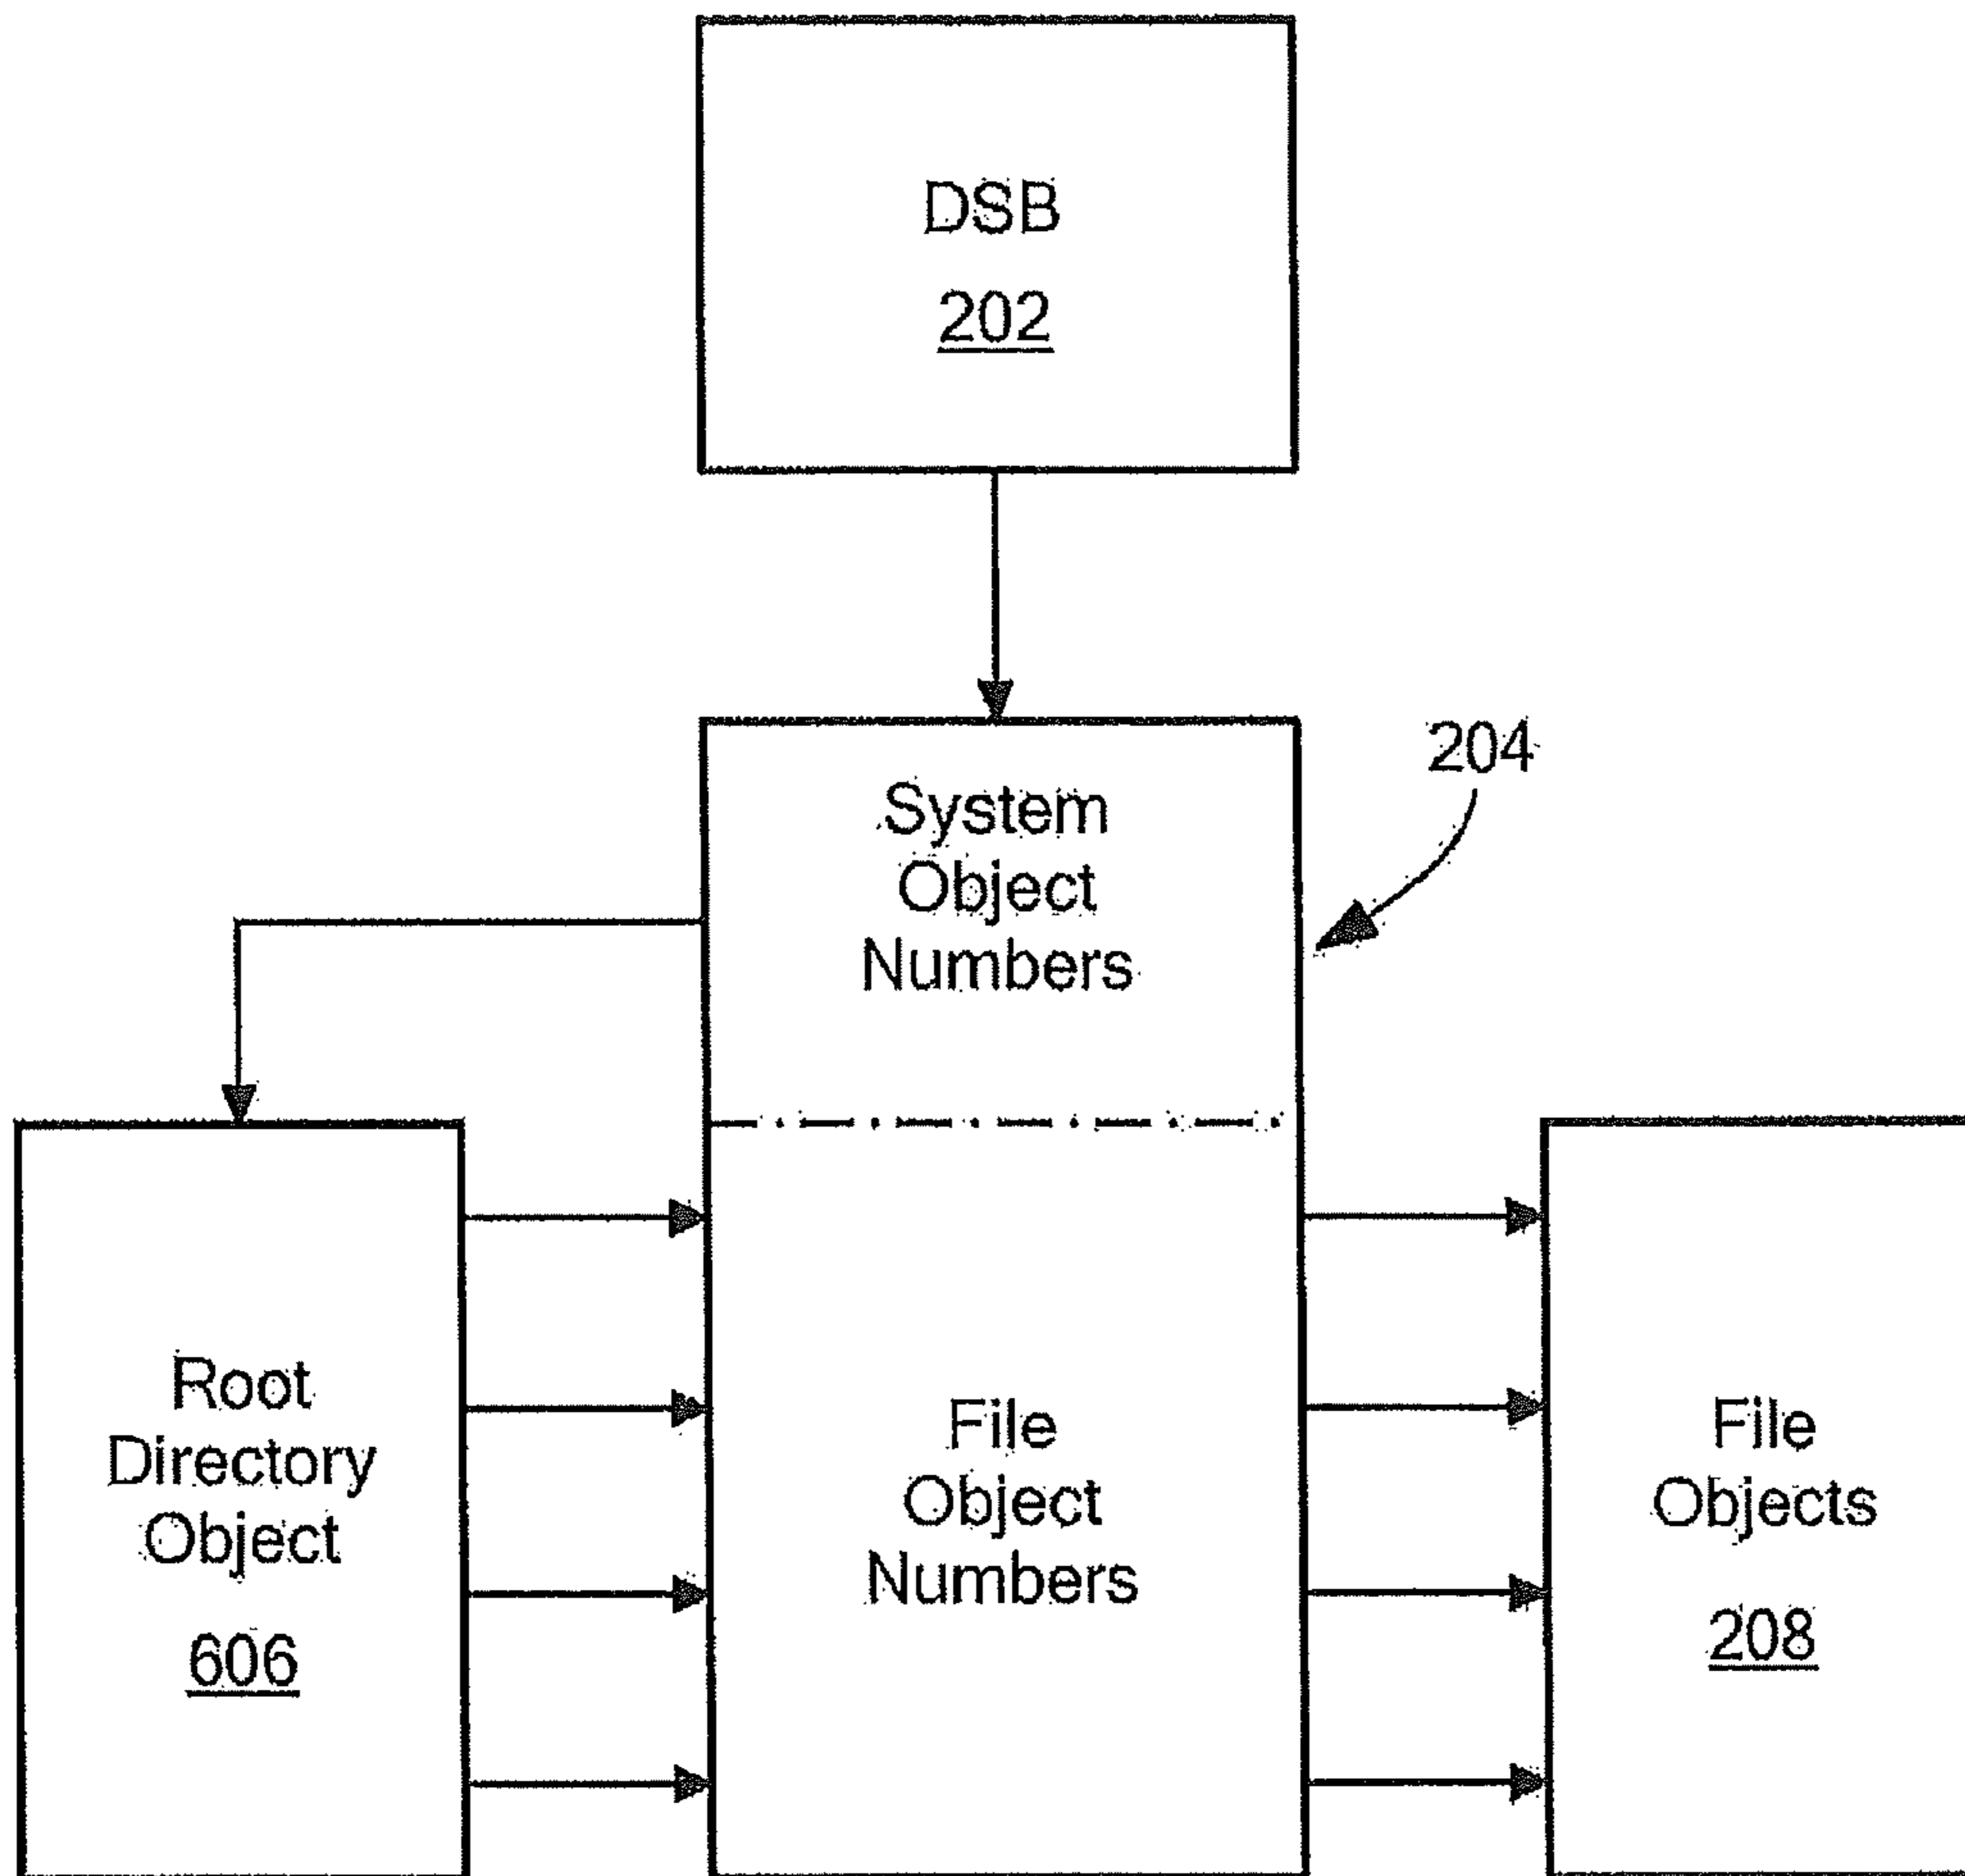 DSB
202
204
System
Object
Numbers
Root
Directory
Object
606
File
Object
Numbers
File
Objects
208